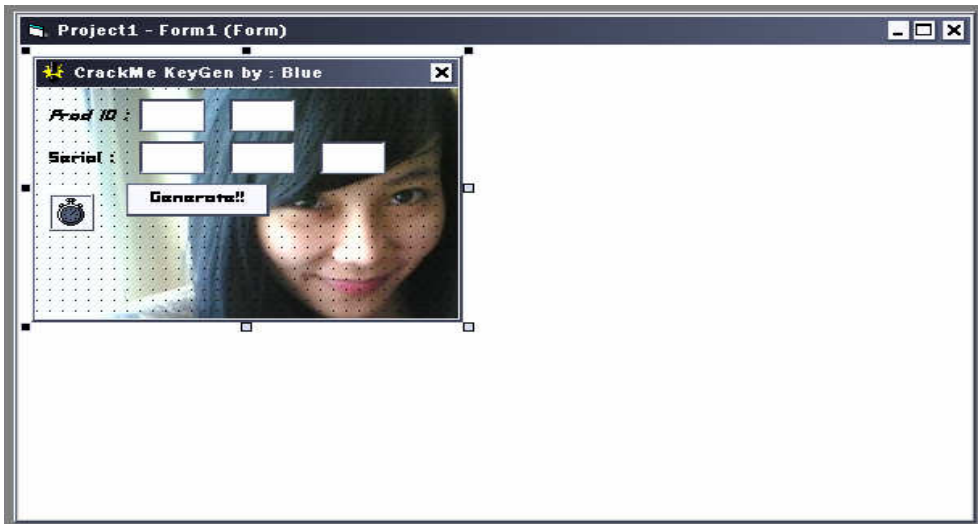 Project1 - Form1 (Form)
CrackMe KeyGen by : Blue
Prod ID :
Serial :
Generate!!